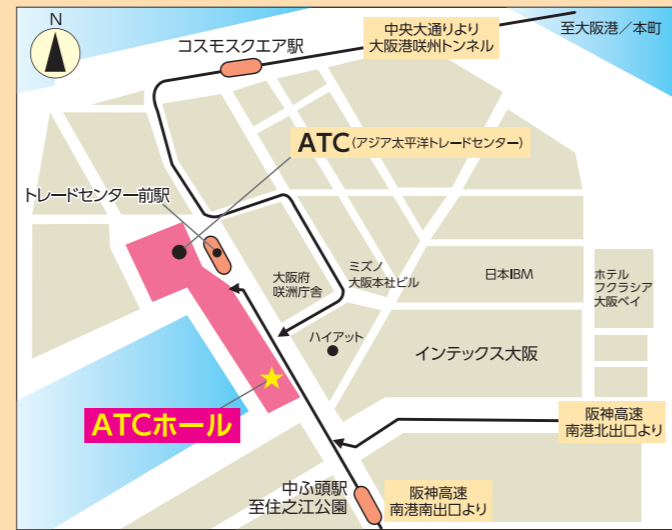 N
コスモスクエア駅
中央大通りより
大阪港咲州トンネル
至大阪港／本町
ATC(アジア太平洋トレードセンター)
トレードセンター前駅
大阪府
咲洲庁舎
ミズノ
大阪本社ビル
日本IBM
ホテル
フクラシア
大阪ベイ
ハイアット
インテックス大阪
ATCホール
阪神高速
南港北出口より
中ふ頭駅
至住之江公園
阪神高速
南港南出口より